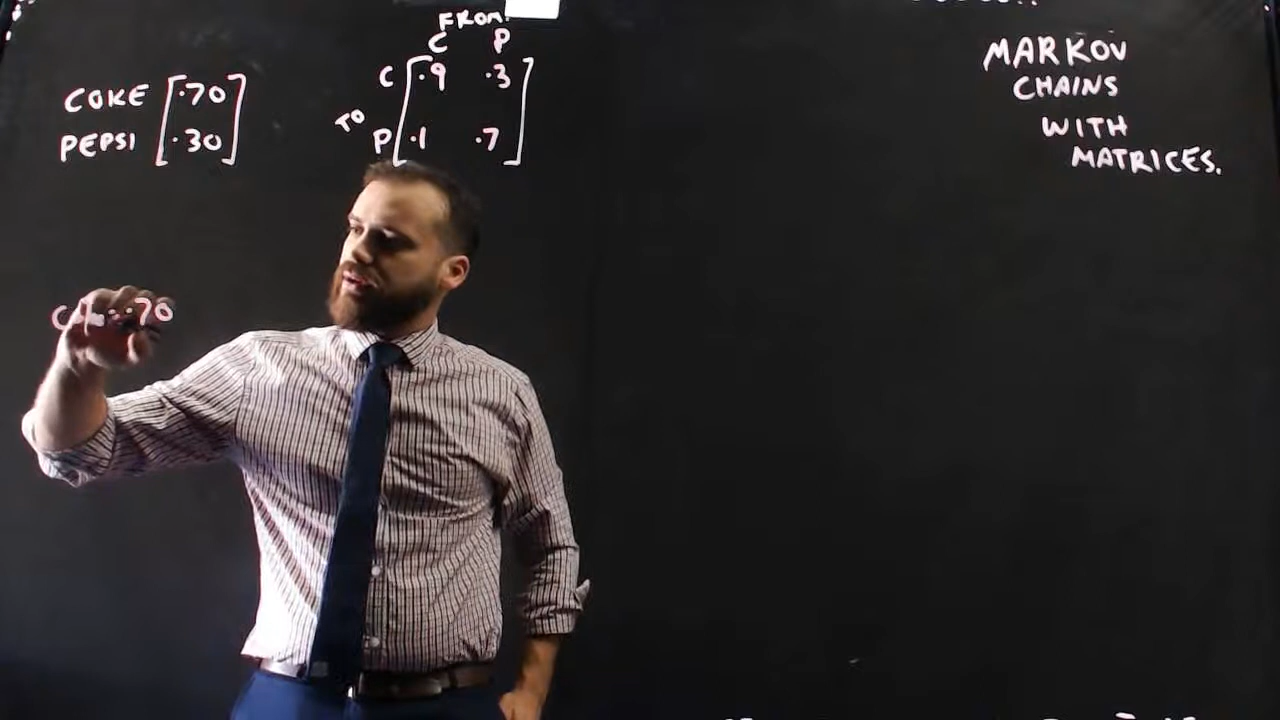 COKE [.70]
PEPSI [.30]
FROM:
C P
TO
C [.9 .3]
P [.1 .7]
.70
MARKOV
CHAINS
WITH
MATRICES.